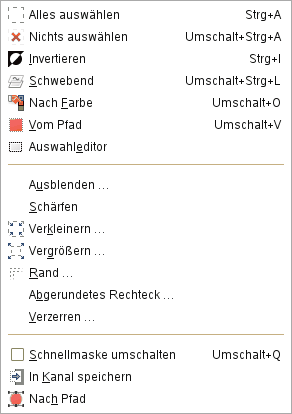 Alles auswählen Strg+A
Nichts auswählen Umschalt+Strg+A
Invertieren Strg+I
Schwebend Umschalt+Strg+L
Nach Farbe Umschalt+O
Vom Pfad Umschalt+V
Auswahleditor
Ausblenden ...
Schärfen
Verkleinern ...
Vergrößern ...
Rand ...
Abgerundetes Rechteck ...
Verzerren ...
Schnellmaske umschalten Umschalt+Q
In Kanal speichern
Nach Pfad